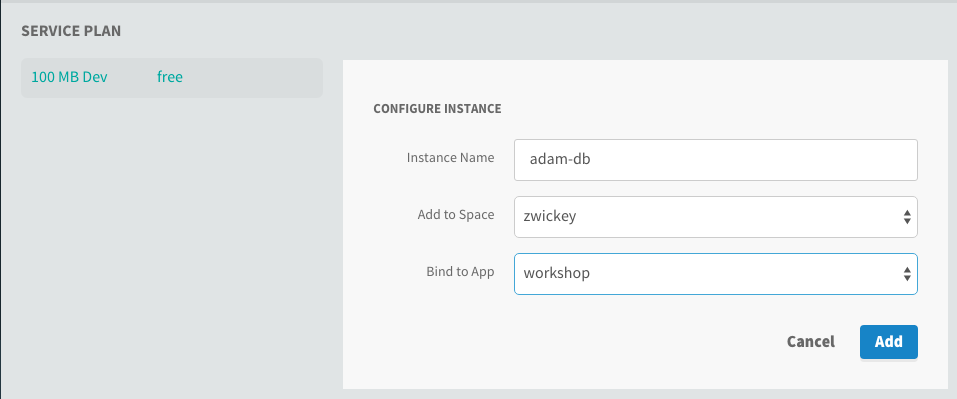 SERVICE PLAN
100 MB Dev free
CONFIGURE INSTANCE
Instance Name adam-db
Add to Space zwickey
Bind to App workshop
Cancel Add